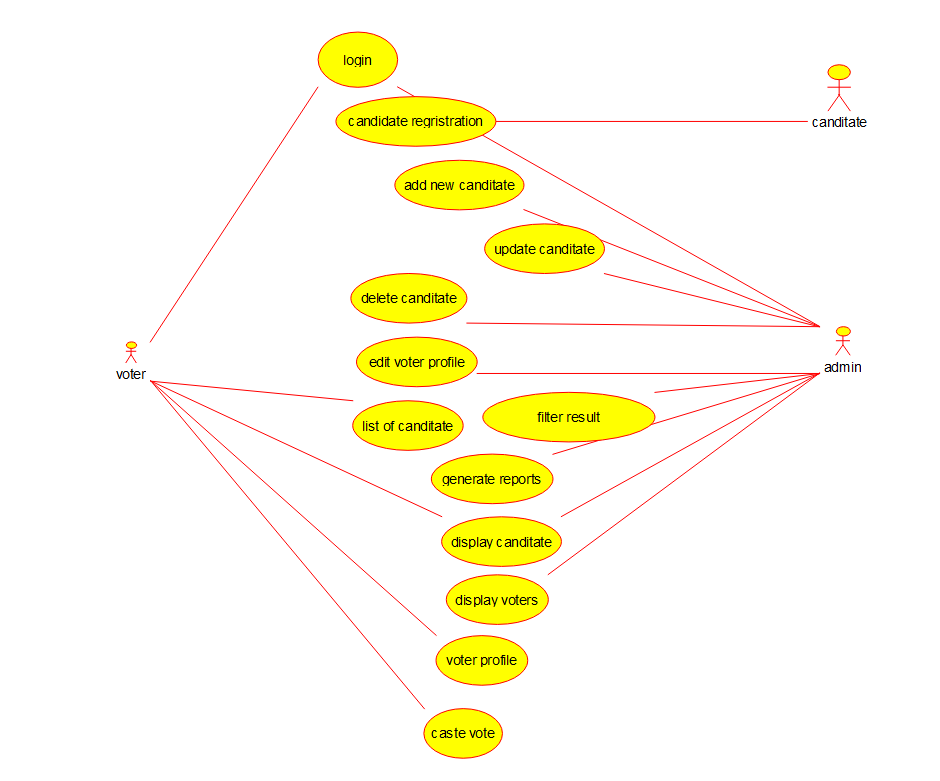 login
candidate regristration
canditate
add new canditate
update canditate
delete canditate
edit voter profile
admin
voter
filter result
list of canditate
generate reports
display canditate
display voters
voter profile
caste vote